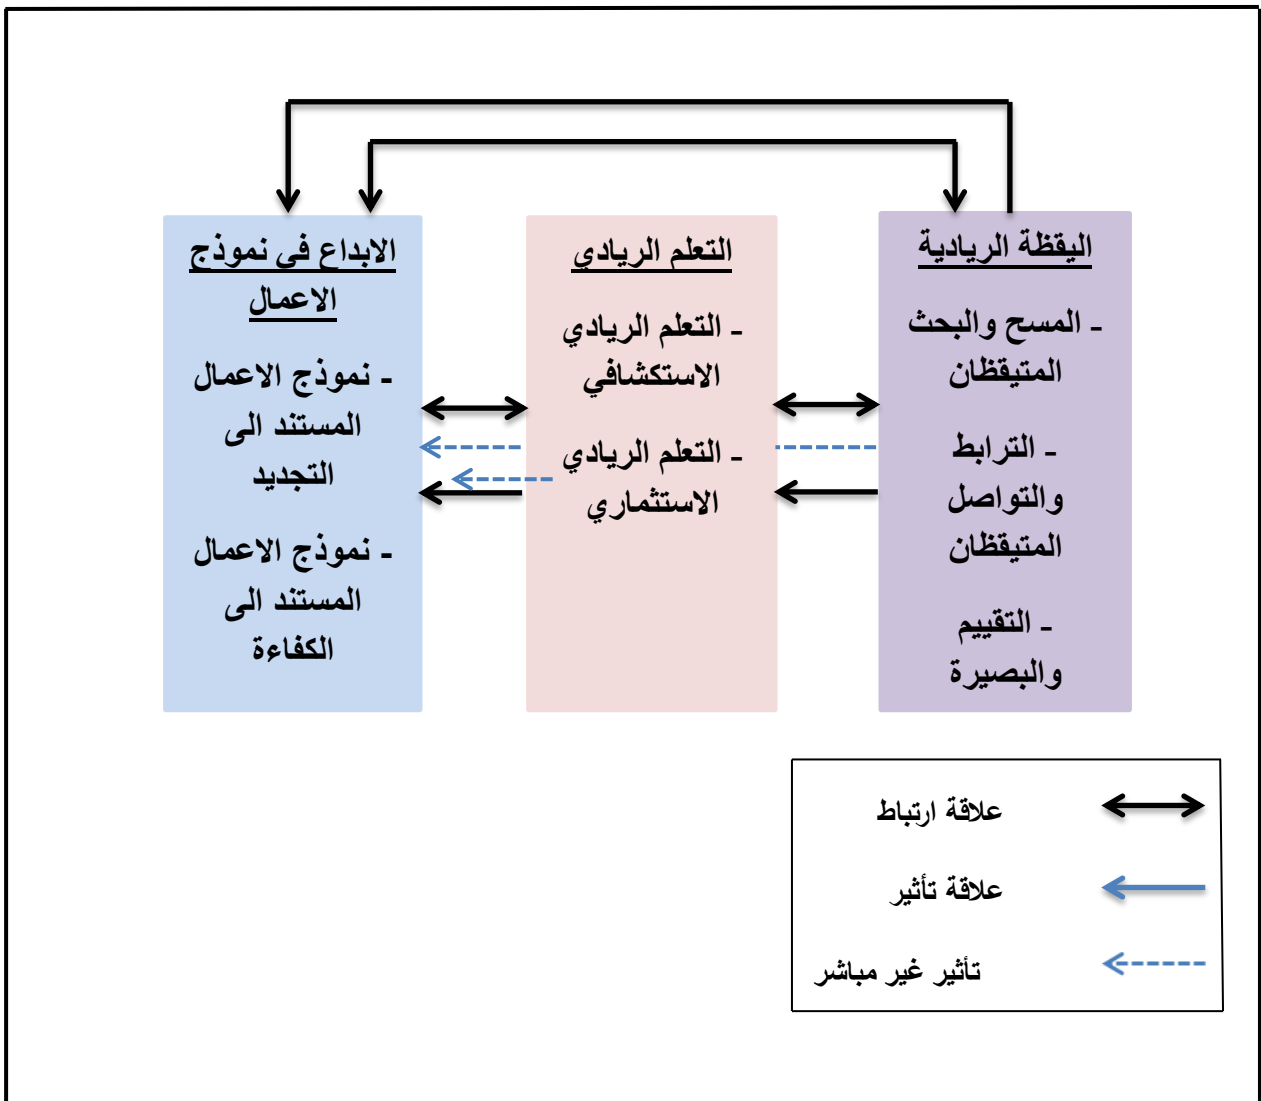 اليقظة الريادية
- المسح والبحث
المتيقظان
- الترابط
والتواصل
المتيقظان
- التقييم
والبصيرة
التعلم الريادي
- التعلم الريادي
الاستكشافي
- التعلم الريادي
الاستثماري
الابداع في نموذج
الاعمال
- نموذج الاعمال
المستند الى
التجديد
- نموذج الاعمال
المستند الى
الكفاءة
علاقة ارتباط
علاقة تأثير
تأثير غير مباشر